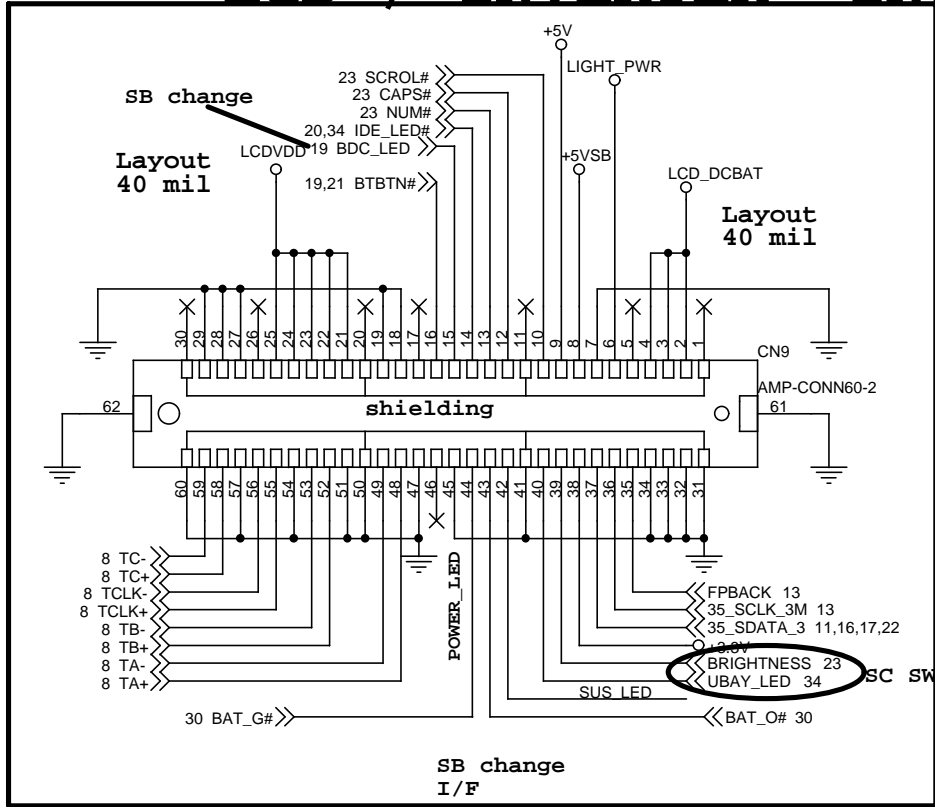 +5V
LIGHT_PWR
23 SCROL#
23 CAPS#
23 NUM#
20,34 IDE_LED#
19 BDC_LED
19,21 BTBTN#
SB change
LCDVDD
Layout
40 mil
+5VSB
LCD_DCBAT
Layout
40 mil
30 29 28 27 26 25 24 23 22 21 20 19 18 17 16 15 14 13 12 11 10 9 8 7 6 5 4 3 2 1
CN9
AMP-CONN60-2
62
shielding
61
60 59 58 57 56 55 54 53 52 51 50 49 48 47 46 45 44 43 42 41 40 39 38 37 36 35 34 33 32 31
8 TC-
8 TC+
8 TCLK-
8 TCLK+
8 TB-
8 TB+
8 TA-
8 TA+
POWER_LED
FPBACK 13
35_SCLK_3M 13
35_SDATA_3 11,16,17,22
+3.3V
BRIGHTNESS 23
UBAY_LED 34
SC SW
SUS_LED
30 BAT_G#
BAT_O# 30
SB change
I/F